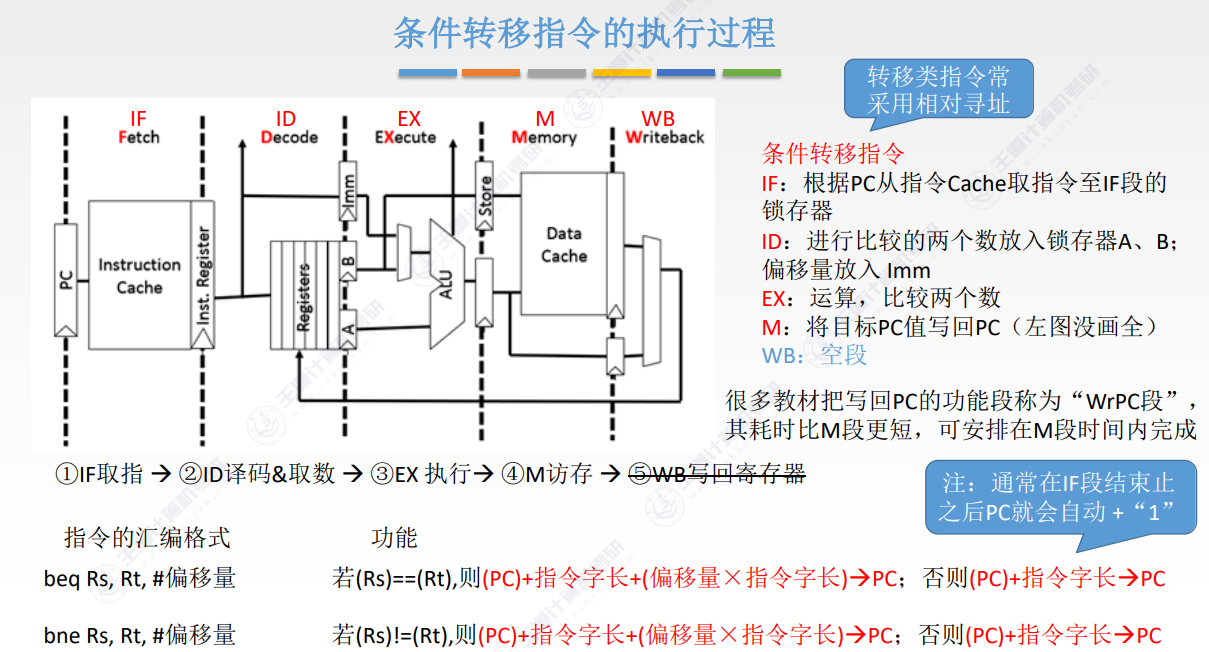 条件转移指令的执行过程
转移类指令常
采用相对寻址
IF
Fetch
ID
Decode
EX
EXecute
M
Memory
WB
Writeback
PC
Instruction
Cache
Inst. Register
Registers
Imm
B
A
ALU
Store
Data
Cache
条件转移指令
IF：根据PC从指令Cache取指令至IF段的
锁存器
ID：进行比较的两个数放入锁存器A、B；
偏移量放入 Imm
EX：运算，比较两个数
M：将目标PC值写回PC（左图没画全）
WB：空段
很多教材把写回PC的功能段称为“WrPC段”，
其耗时比M段更短，可安排在M段时间内完成
①IF取指 → ②ID译码&取数 → ③EX 执行→ ④M访存 → ⑤WB写回寄存器
注：通常在IF段结束止
之后PC就会自动 +“1”
指令的汇编格式 功能
beq Rs, Rt, #偏移量 若(Rs)==(Rt),则(PC)+指令字长+(偏移量×指令字长)→PC；否则(PC)+指令字长→PC
bne Rs, Rt, #偏移量 若(Rs)!=(Rt),则(PC)+指令字长+(偏移量×指令字长)→PC；否则(PC)+指令字长→PC
王道计算机考研